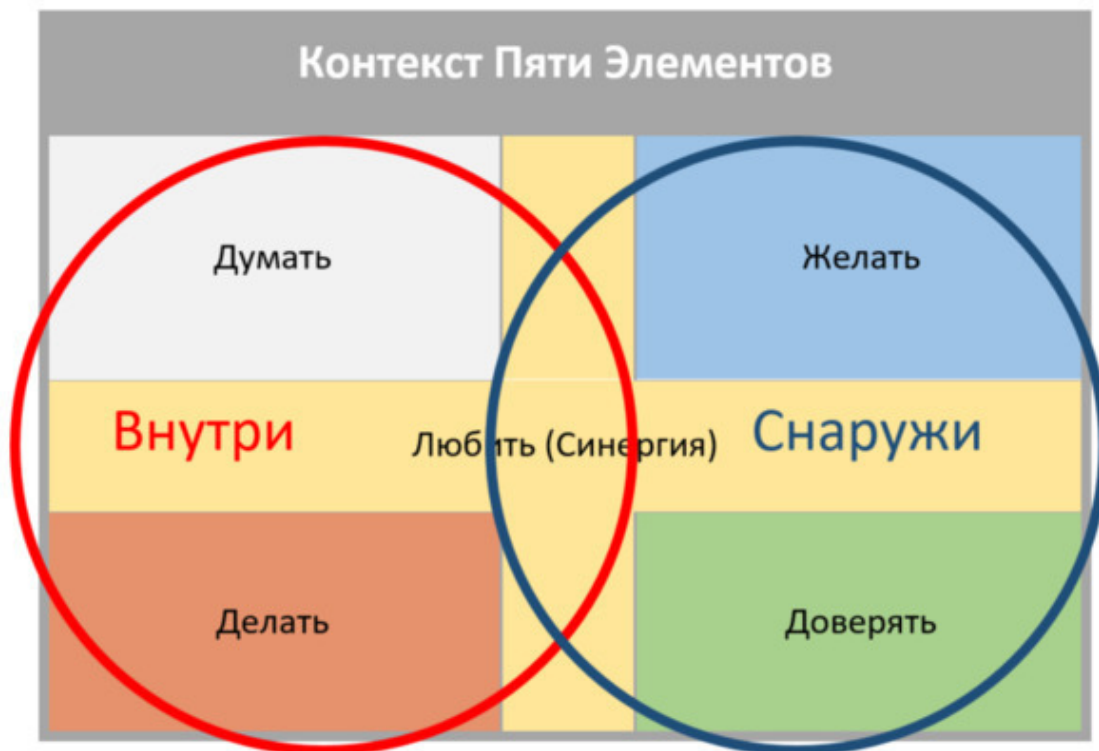 Контекст Пяти Элементов
Думать
Желать
Внутри
Любить (Синергия)
Снаружи
Делать
Доверять